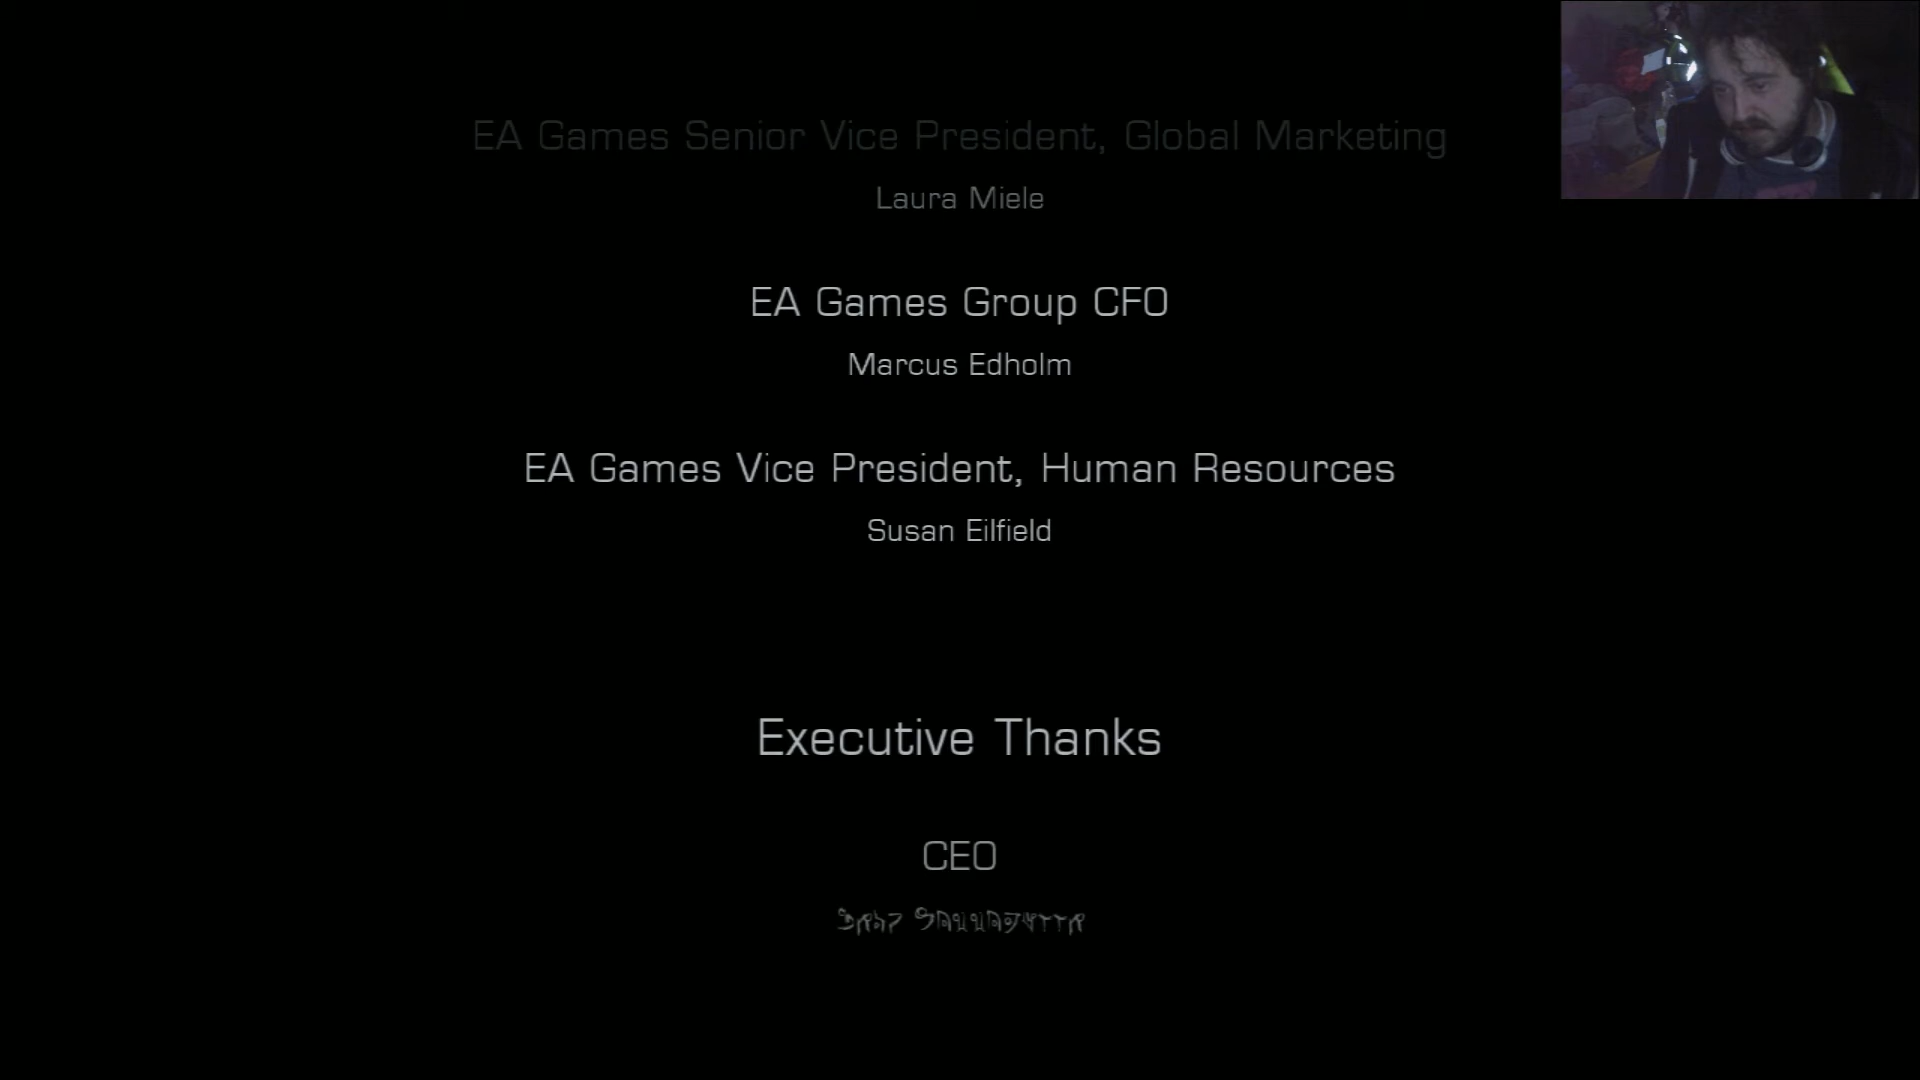 EA Games Senior Vice President, Global Marketing
Laura Miele
EA Games Group CFO
Marcus Edholm
EA Games Vice President, Human Resources
Susan Eilfield
Executive Thanks
CEO